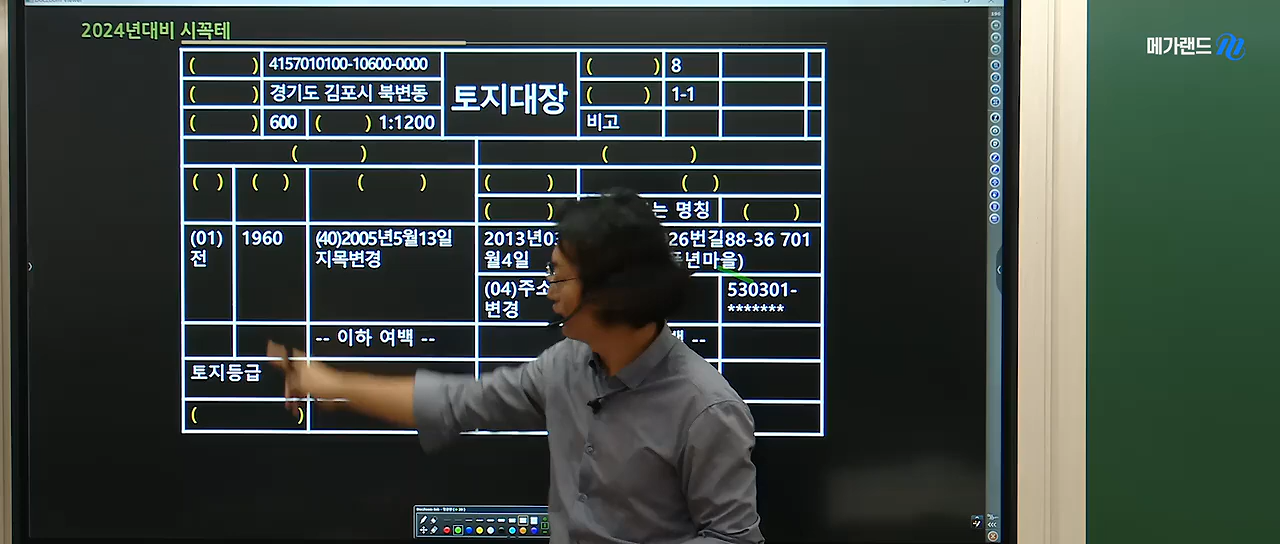 2024년대비 시꼭테
메가랜드
( ) 4157010100-10600-0000 토지대장 ( ) 8
( ) 경기도 김포시 북변동 ( ) 1-1
( ) 600 ( ) 1:1200 비고
( ) ( )
( ) ( ) ( ) ( ) ( )
( ) 는 명칭 ( )
(01) 1960 (40)2005년5월13일 2013년03 26번길88-36 701
전 지목변경 월4일 년마을)
(04)주소 530301-
변경 *******
-- 이하 여백 -- 백 --
토지등급
( )